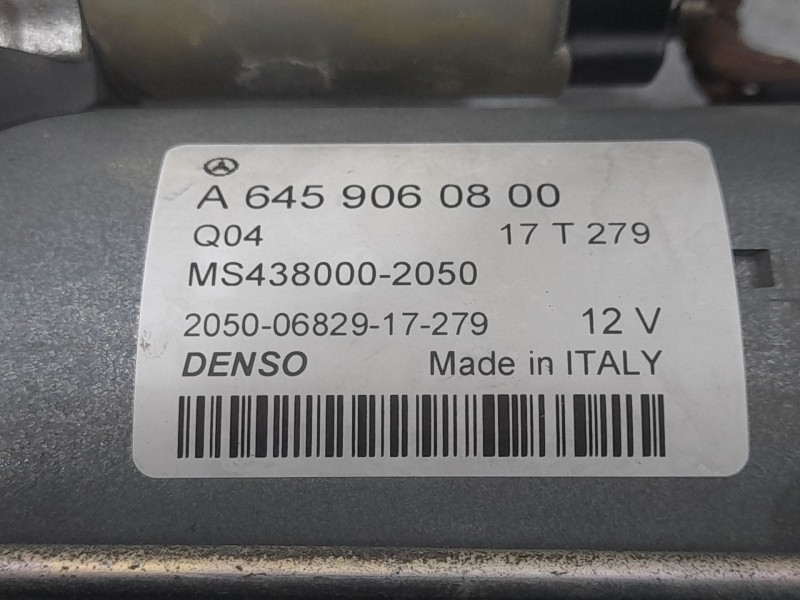 A 645 906 08 00
Q04 17 T 279
MS438000-2050
2050-06829-17-279 12 V
DENSO Made in ITALY